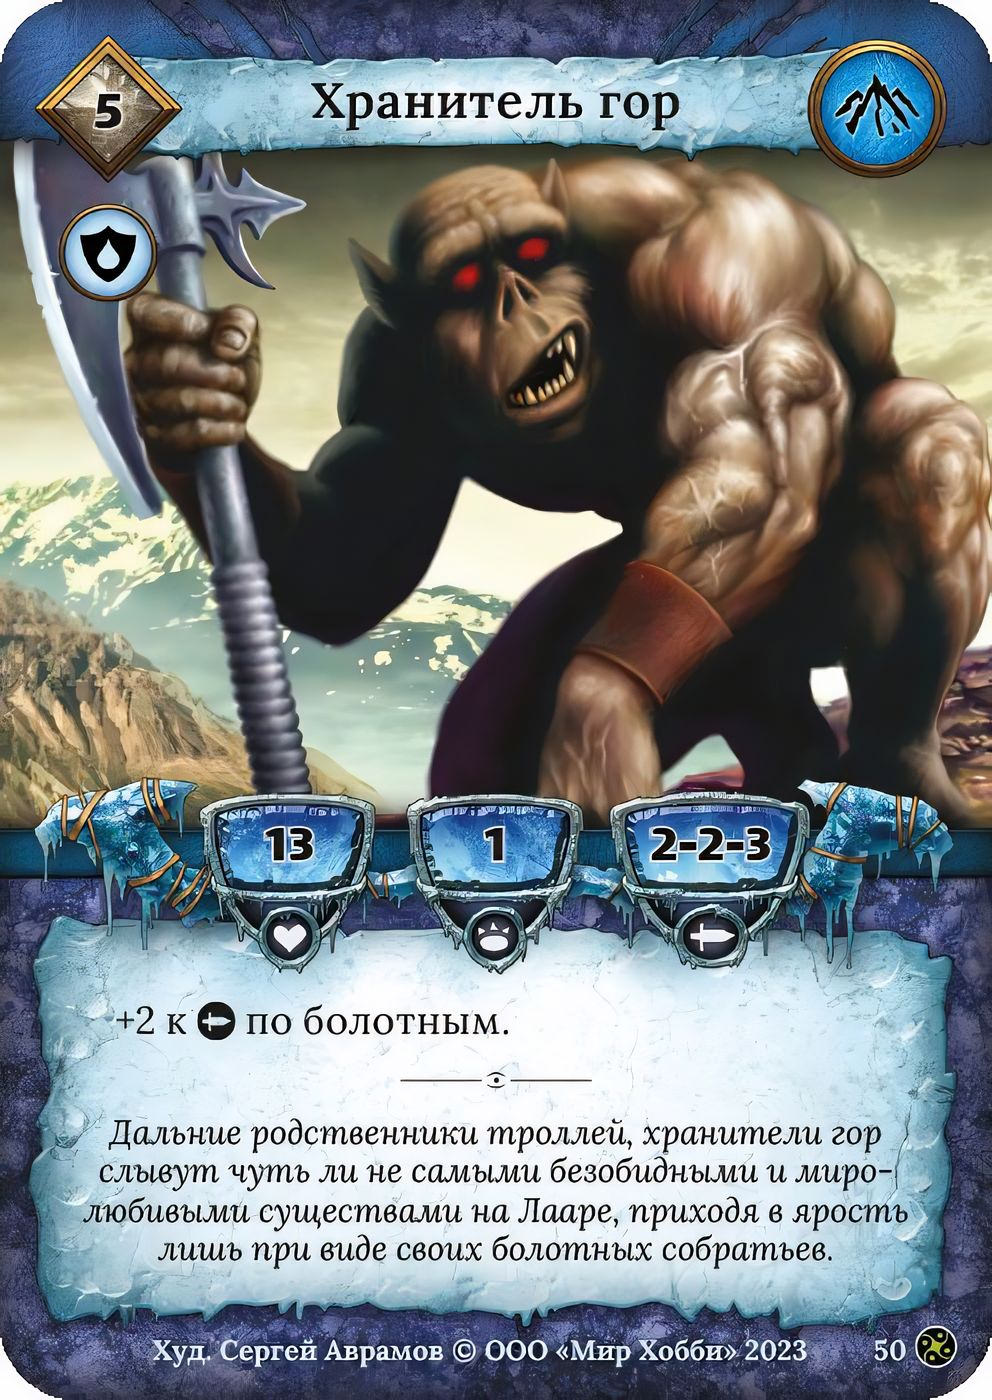 5
Хранитель гор
13
1
2-2-3
+2 к по болотным.
Дальние родственники троллей, хранители гор
слывут чуть ли не самыми безобидными и миро-
любивыми существами на Лааре, приходя в ярость
лишь при виде своих болотных собратьев.
Худ. Сергей Аврамов © ООО «Мир Хобби» 2023
50